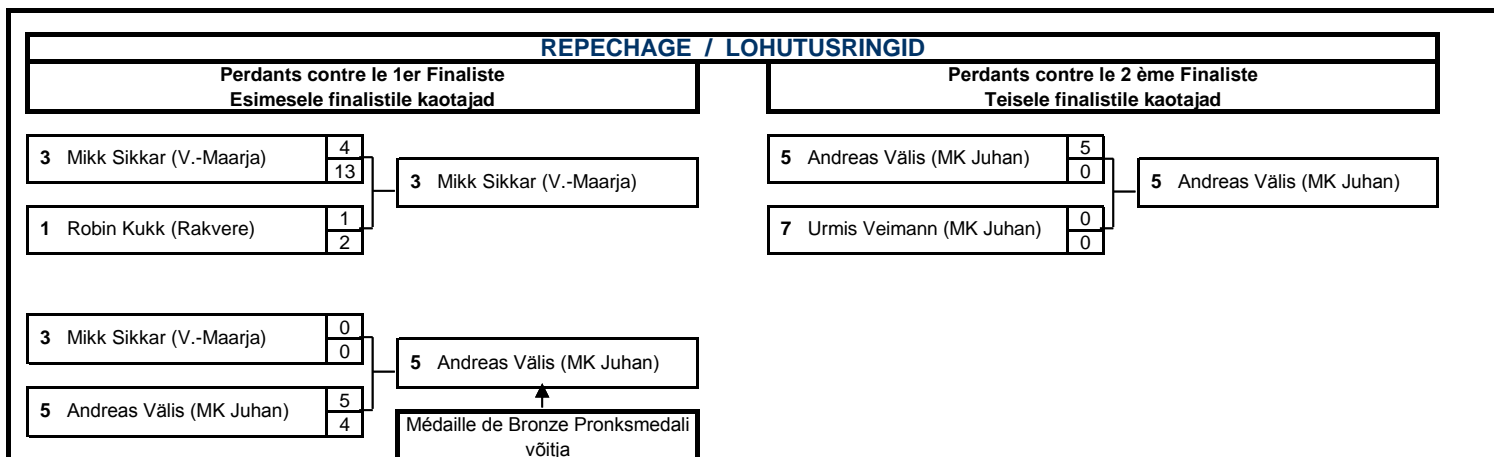 REPECHAGE / LOHUTUSRINGID
Perdants contre le 1er Finaliste
Esimesele finalistile kaotajad
Perdants contre le 2 ème Finaliste
Teisele finalistile kaotajad
3 Mikk Sikkar (V.-Maarja) 4
13
3 Mikk Sikkar (V.-Maarja)
1 Robin Kukk (Rakvere) 1
2
5 Andreas Välis (MK Juhan) 5
0
5 Andreas Välis (MK Juhan)
7 Urmis Veimann (MK Juhan) 0
0
3 Mikk Sikkar (V.-Maarja) 0
0
5 Andreas Välis (MK Juhan)
5 Andreas Välis (MK Juhan) 5
4
Médaille de Bronze Pronksmedali
võitja